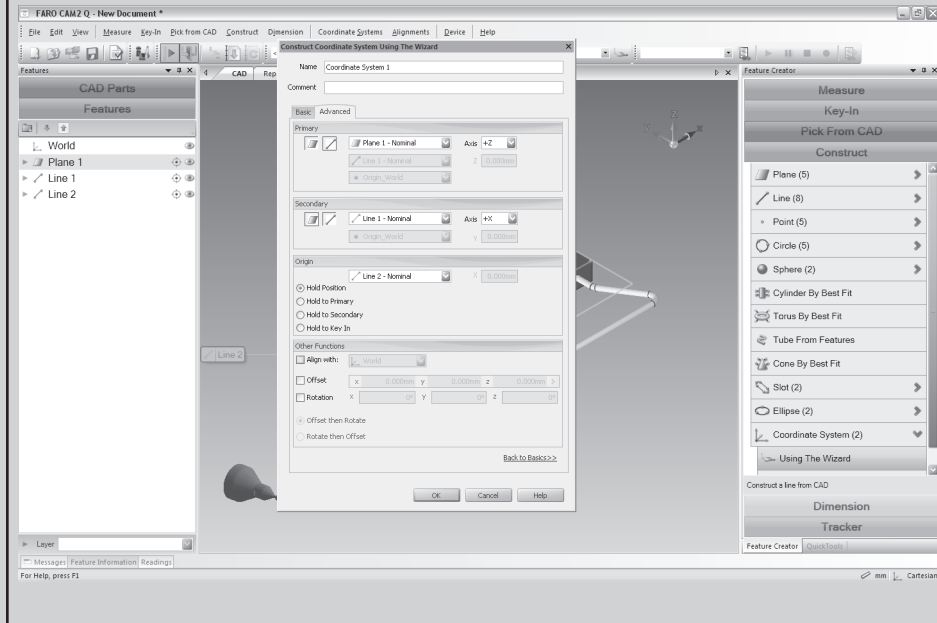 FARO CAM2 Q - New Document *
File Edit View Measure Key-In Pick from CAD Construct Dimension Coordinate Systems Alignments Device Help
Features
CAD Parts
Features
World
Plane 1
Line 1
Line 2
Layer
Messages Feature Information Readings
For Help, press F1
CAD Rep
Line 2
Construct Coordinate System Using The Wizard
Name Coordinate System 1
Comment
Basic Advanced
Primary
Plane 1 - Nominal Axis +Z
Line 1 - Nominal Z 0.000mm
Origin_World
Secondary
Line 1 - Nominal Axis +X
Origin_World Y 0.000mm
Origin
Line 2 - Nominal X 0.000mm
Hold Position
Hold to Primary
Hold to Secondary
Hold to Key In
Other Functions
Align with: World
Offset x 0.000mm y 0.000mm z 0.000mm >
Rotation X 0° Y 0° Z 0°
Offset then Rotate
Rotate then Offset
Back to Basics>>
OK Cancel Help
Z
X
Feature Creator
Measure
Key-In
Pick From CAD
Construct
Plane (5)
Line (8)
Point (5)
Circle (5)
Sphere (2)
Cylinder By Best Fit
Torus By Best Fit
Tube From Features
Cone By Best Fit
Slot (2)
Ellipse (2)
Coordinate System (2)
Using The Wizard
Construct a line from CAD
Dimension
Tracker
Feature Creator QuickTools
mm Cartesian